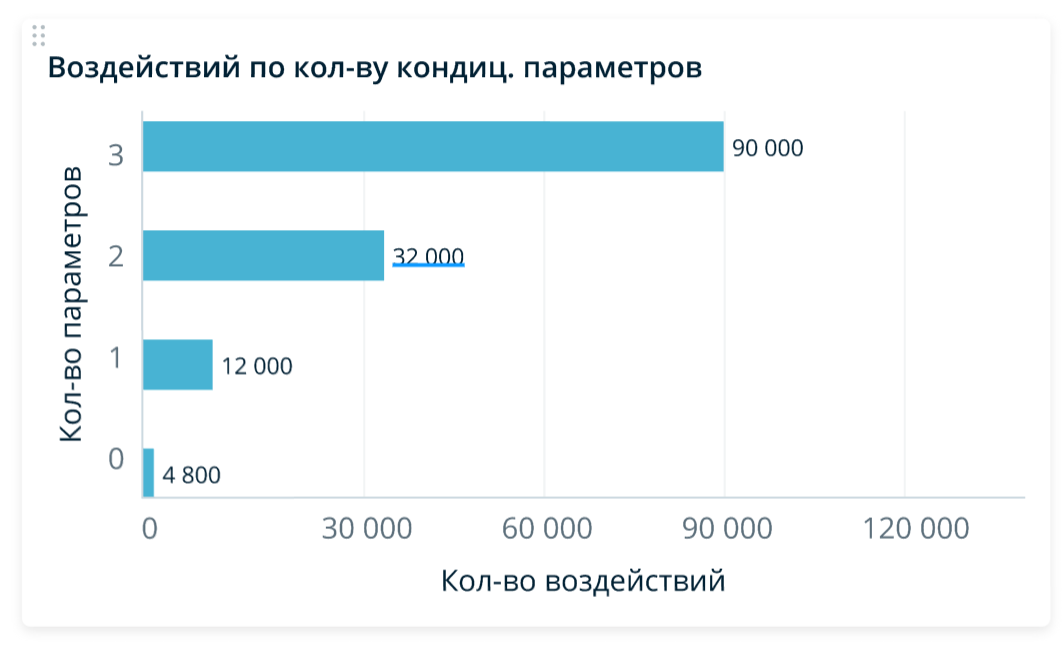 Воздействий по кол-ву кондиц. параметров
Кол-во параметров
3
90 000
2
32 000
1
12 000
0
4 800
0 30 000 60 000 90 000 120 000
Кол-во воздействий